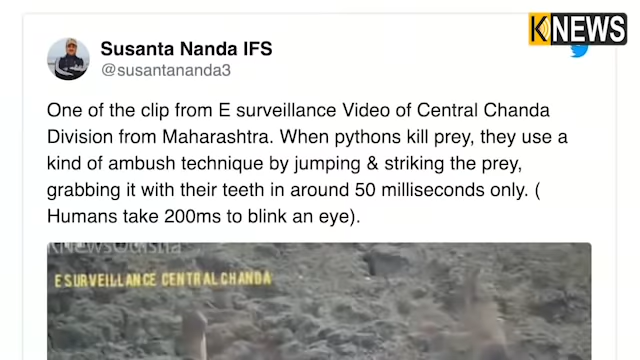 KNEWS
Susanta Nanda IFS
@susantananda3
One of the clip from E surveillance Video of Central Chanda
Division from Maharashtra. When pythons kill prey, they use a
kind of ambush technique by jumping & striking the prey,
grabbing it with their teeth in around 50 milliseconds only. (
Humans take 200ms to blink an eye).
KNewsOdisha
E SURVEILLANCE CENTRAL CHANDA